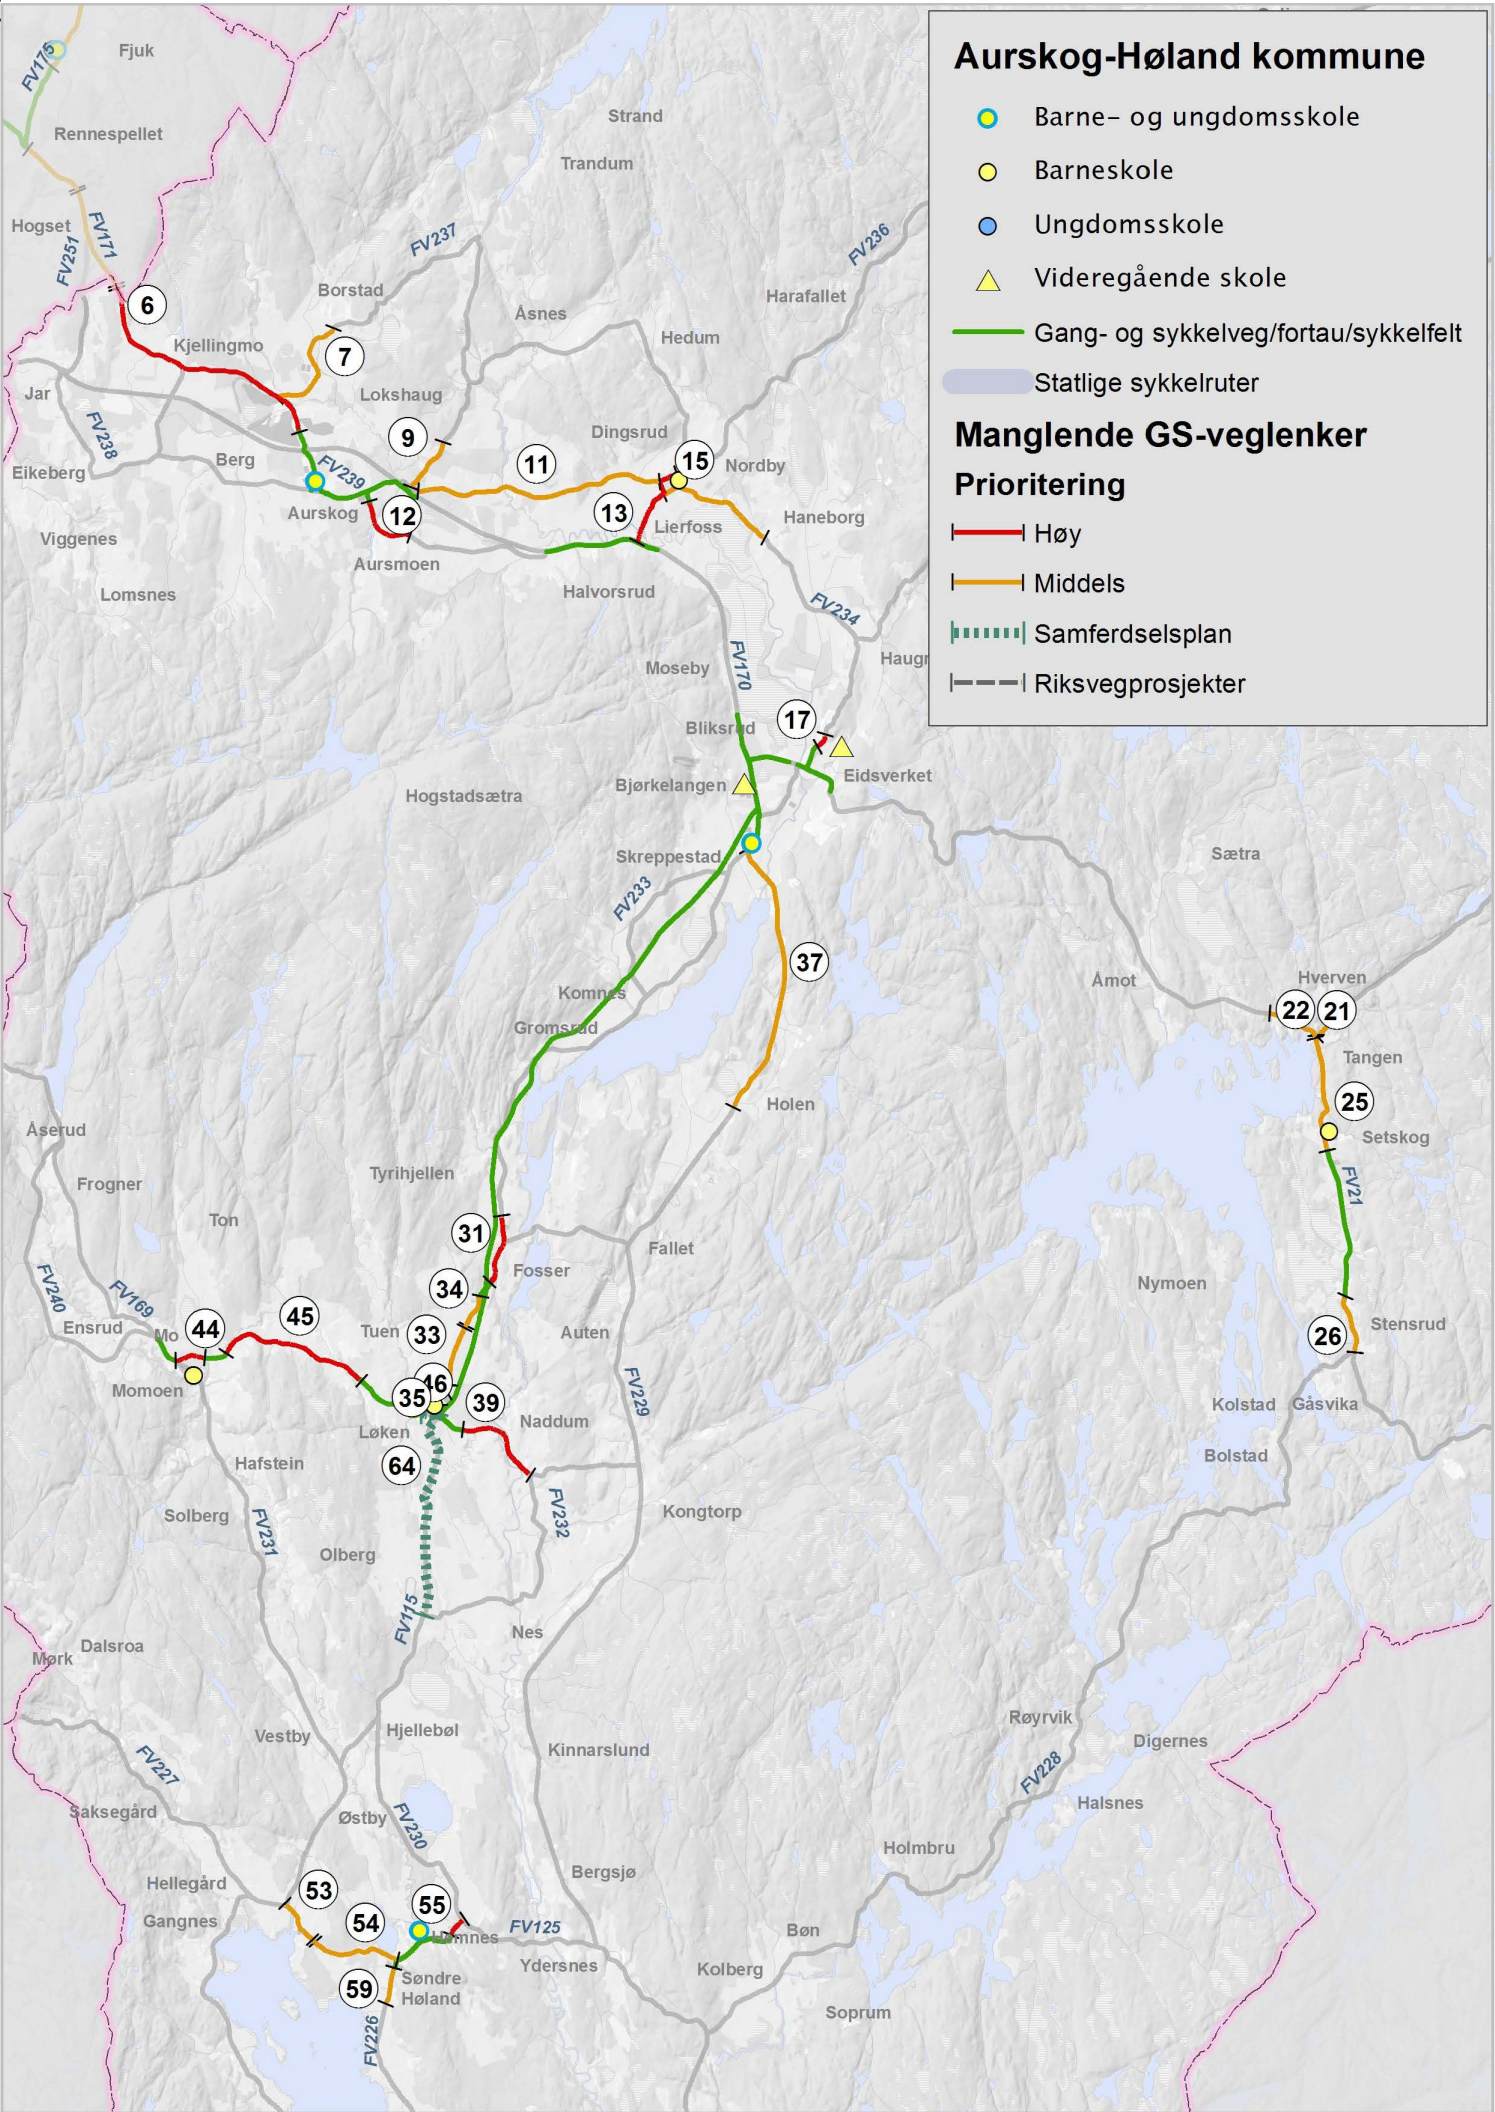 Aurskog-Høland kommune
Barne- og ungdomsskole
Barneskole
Ungdomsskole
Videregående skole
Gang- og sykkelveg/fortau/sykkelfelt
Statlige sykkelruter
Manglende GS-veglenker
Prioritering
Høy
Middels
Samferdselsplan
Riksvegprosjekter
FV175
Fjuk
Rennespellet
Strand
Trandum
Hogset
FV171
FV251
FV237
FV236
6
Borstad
Harafallet
Åsnes
Kjellingmo
7
Hedum
Jar
Lokshaug
FV238
9
Dingsrud
Berg
FV239
11
15
Nordby
Eikeberg
Aurskog
12
13
Lierfoss
Haneborg
Viggenes
Aursmoen
Lomsnes
Halvorsrud
FV234
FV170
Moseby
Haugr
Bliksrud
17
Bjørkelangen
Eidsverket
Hogstadsætra
Skreppestad
Sætra
FV233
37
Komnes
Åmot
Hverven
Gromsrud
22
21
Tangen
Holen
25
Åserud
Setskog
Frogner
Tyrihjellen
FV21
Ton
31
Fallet
Fosser
34
Nymoen
FV240
FV169
45
44
Ensrud
Mo
Tuen
33
Auten
26
Stensrud
Momoen
46
35
39
FV229
Kolstad
Gåsvika
Løken
Naddum
Hafstein
64
Bolstad
Solberg
FV231
FV232
Kongtorp
Olberg
FV115
Nes
Dalsroa
Mørk
Vestby
Hjellebøl
Røyrvik
Kinnarslund
Digernes
FV227
FV228
Saksegård
Østby
FV230
Halsnes
Holmbru
Hellegård
53
Bergsjø
Gangnes
54
55
FV125
Bøn
Hemnes
Ydersnes
59
Søndre
Høland
Kolberg
Soprum
FV226